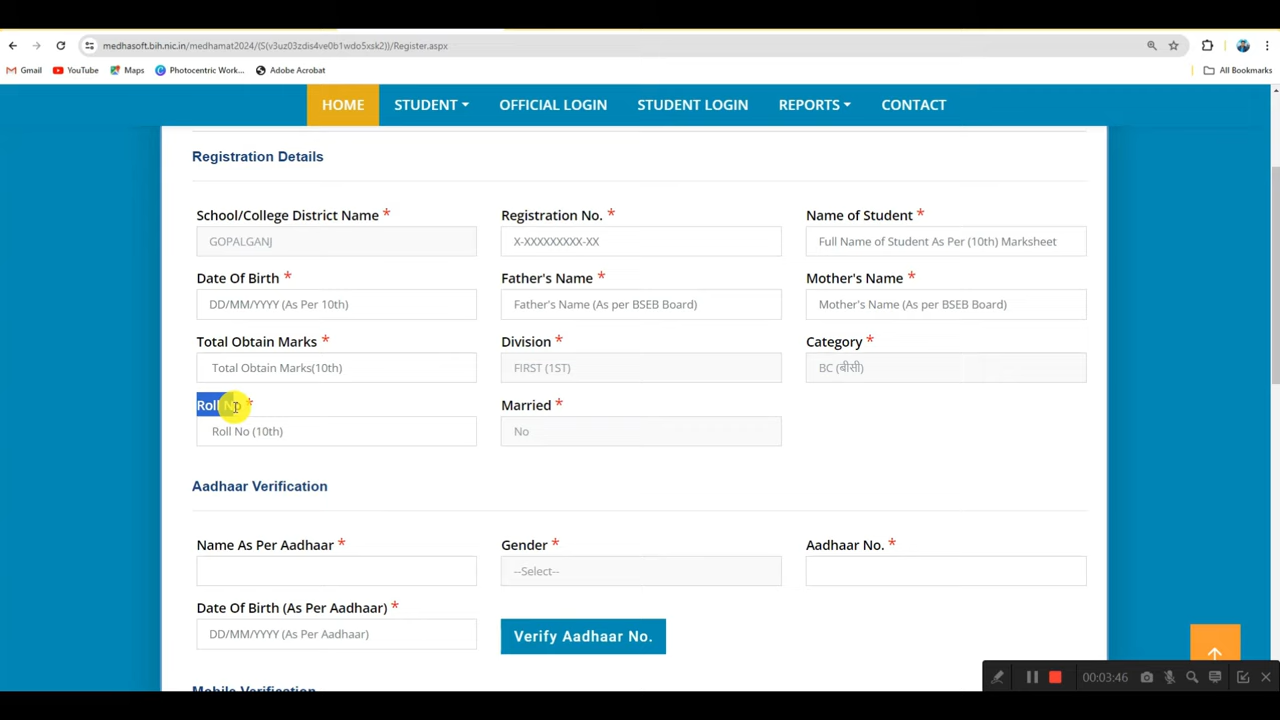 medhasoft.bih.nic.in/medhamat2024/(S(v3uz03zdis4ve0b1wdo5xsk2))/Register.aspx
Gmail YouTube Maps Photocentric Work... Adobe Acrobat All Bookmarks
HOME STUDENT OFFICIAL LOGIN STUDENT LOGIN REPORTS CONTACT
Registration Details
School/College District Name * Registration No. * Name of Student *
GOPALGANJ X-XXXXXXXXX-XX Full Name of Student As Per (10th) Marksheet
Date Of Birth * Father's Name * Mother's Name *
DD/MM/YYYY (As Per 10th) Father's Name (As per BSEB Board) Mother's Name (As per BSEB Board)
Total Obtain Marks * Division * Category *
Total Obtain Marks(10th) FIRST (1ST) BC (बीसी)
Roll No * Married *
Roll No (10th) No
Aadhaar Verification
Name As Per Aadhaar * Gender * Aadhaar No. *
--Select--
Date Of Birth (As Per Aadhaar) *
DD/MM/YYYY (As Per Aadhaar) Verify Aadhaar No.
Mobile Verification
00:03:46